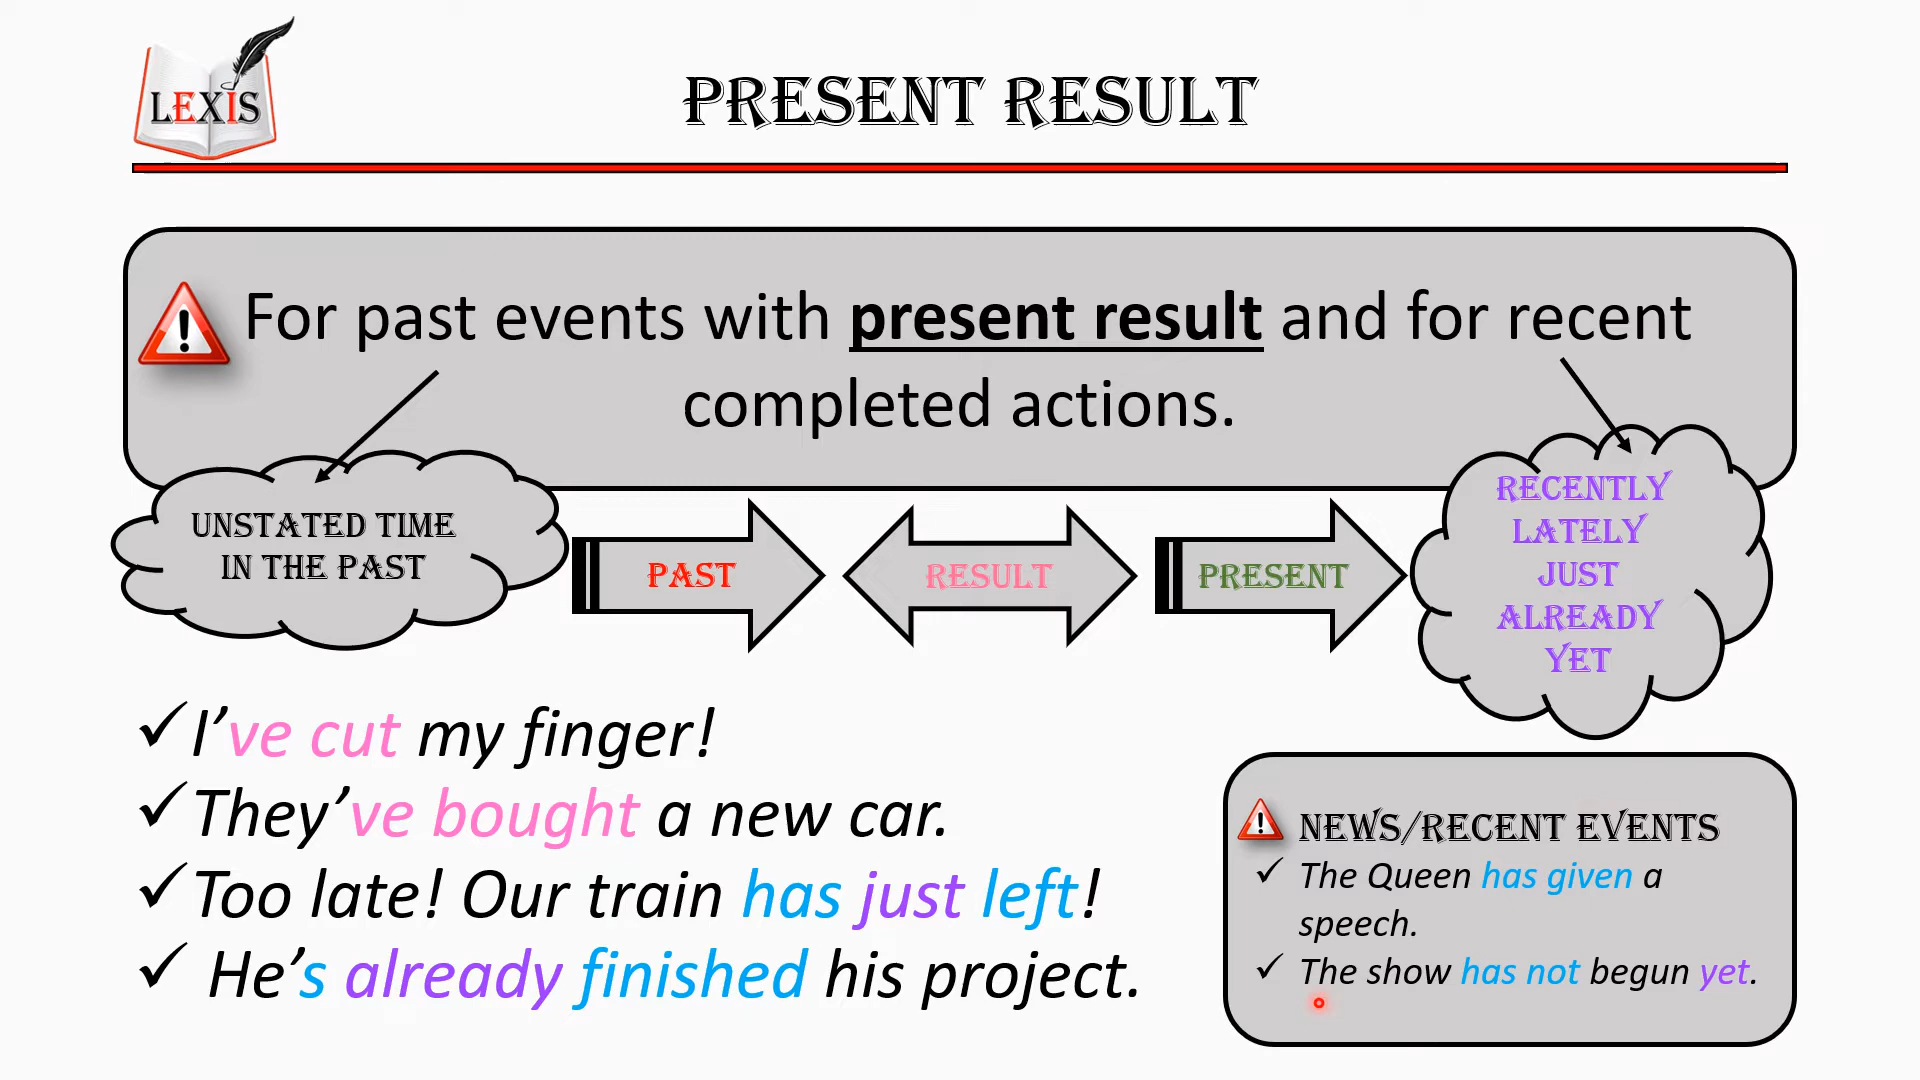 LEXIS
PRESENT RESULT
For past events with present result and for recent
completed actions.
UNSTATED TIME
IN THE PAST
PAST
RESULT
PRESENT
RECENTLY
LATELY
JUST
ALREADY
YET
✓I’ve cut my finger!
✓They’ve bought a new car.
✓Too late! Our train has just left!
✓ He’s already finished his project.
NEWS/RECENT EVENTS
✓ The Queen has given a
speech.
✓ The show has not begun yet.